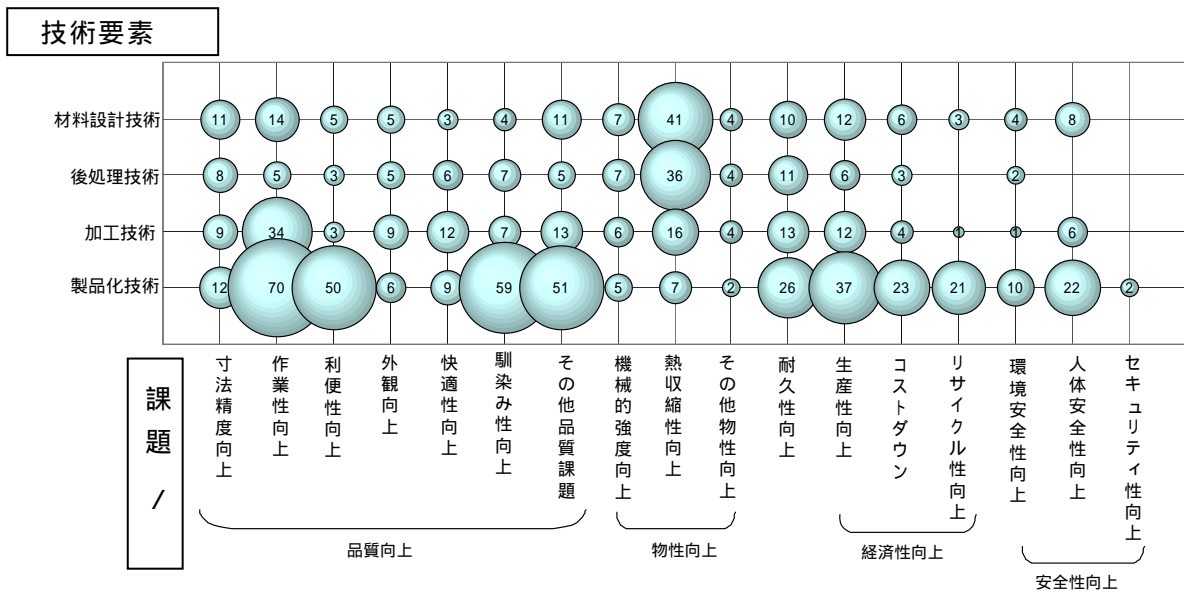 技術要素
材料設計技術 11 14 5 5 3 4 11 7 41 4 10 12 6 3 4 8
後処理技術 8 5 3 5 6 7 5 7 36 4 11 6 3 2
加工技術 9 34 3 9 12 7 13 6 16 4 13 12 4 1 1 6
製品化技術 12 70 50 6 9 59 51 5 7 2 26 37 23 21 10 22 2
課題/
寸法精度向上
作業性向上
利便性向上
外観向上
快適性向上
馴染み性向上
その他品質課題
機械的強度向上
熱収縮性向上
その他物性向上
耐久性向上
生産性向上
コストダウン
リサイクル性向上
環境安全性向上
人体安全性向上
セキュリティ性向上
品質向上
物性向上
経済性向上
安全性向上